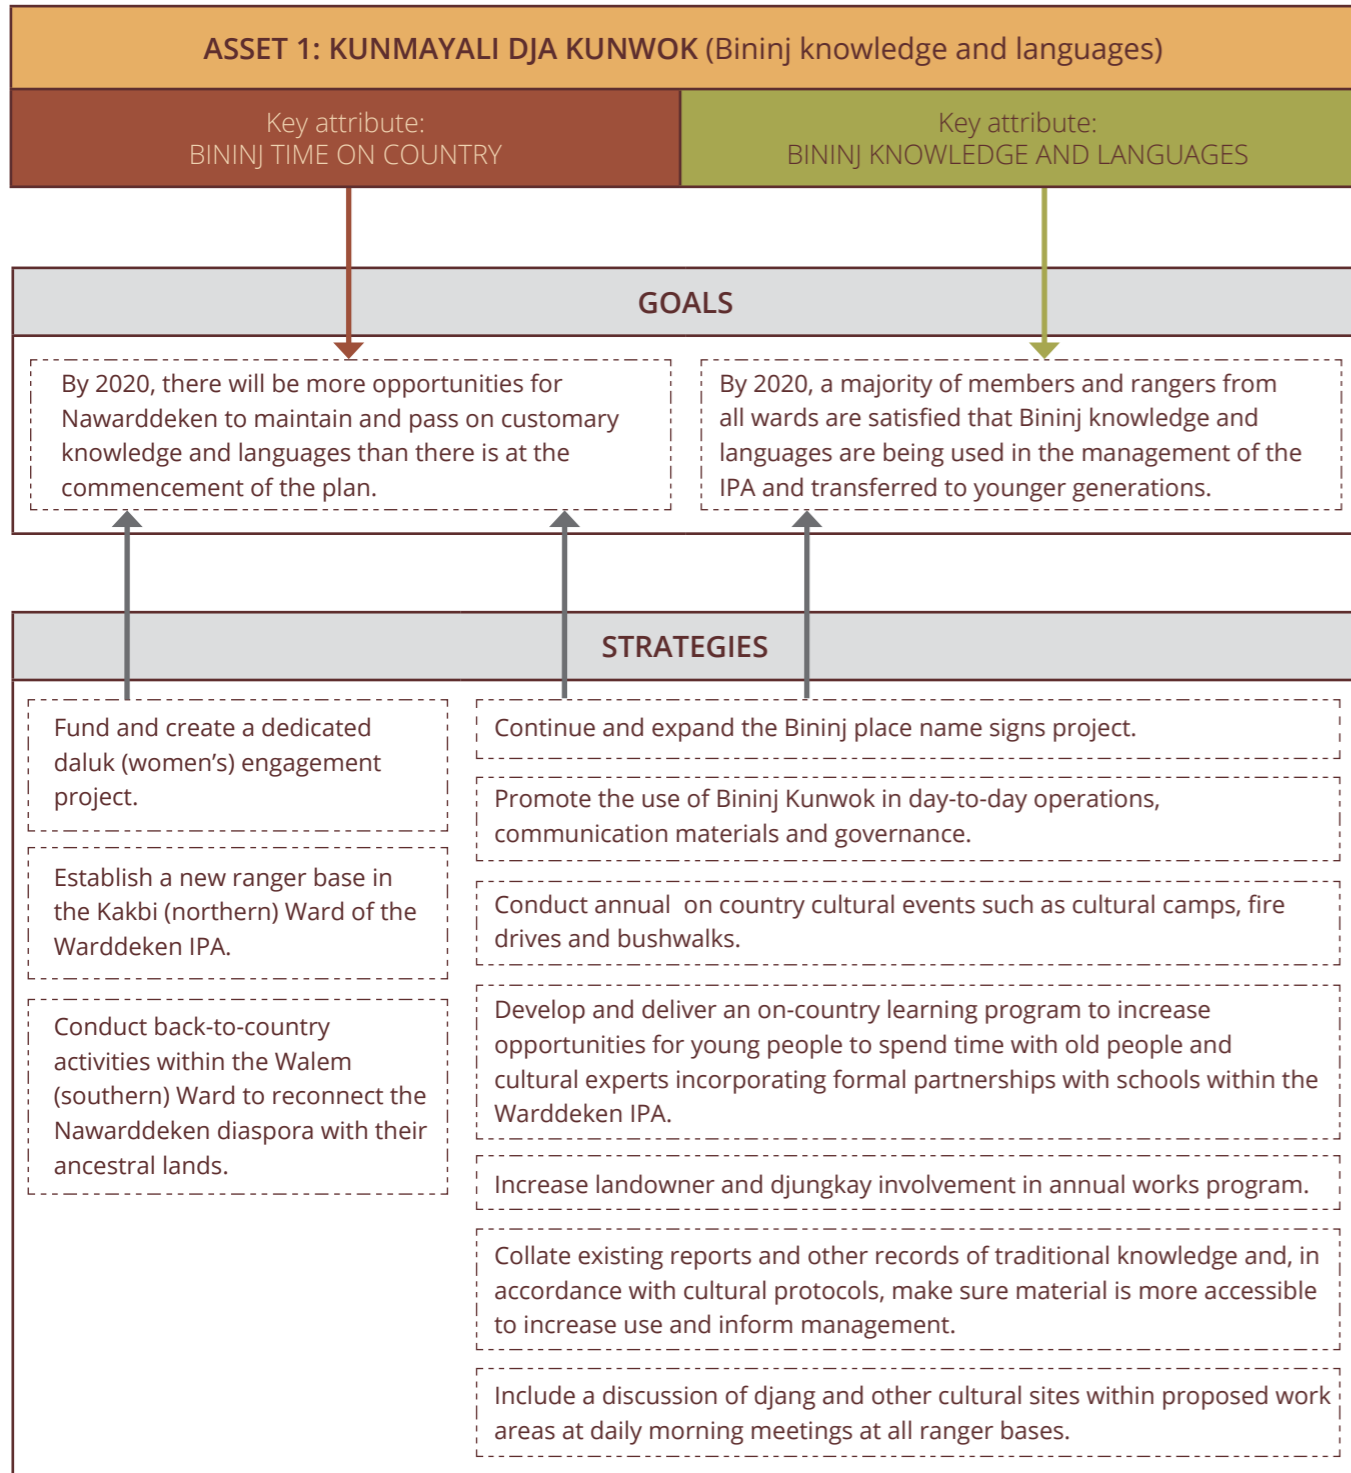 ASSET 1: KUNMAYALI DJA KUNWOK (Bininj knowledge and languages)
Key attribute:
BININJ TIME ON COUNTRY
Key attribute:
BININJ KNOWLEDGE AND LANGUAGES
GOALS
By 2020, there will be more opportunities for
Nawarddeken to maintain and pass on customary
knowledge and languages than there is at the
commencement of the plan.
By 2020, a majority of members and rangers from
all wards are satisfied that Bininj knowledge and
languages are being used in the management of the
IPA and transferred to younger generations.
STRATEGIES
Fund and create a dedicated
daluk (women's) engagement
project.
Establish a new ranger base in
the Kakbi (northern) Ward of the
Warddeken IPA.
Conduct back-to-country
activities within the Walem
(southern) Ward to reconnect the
Nawarddeken diaspora with their
ancestral lands.
Continue and expand the Bininj place name signs project.
Promote the use of Bininj Kunwok in day-to-day operations,
communication materials and governance.
Conduct annual on country cultural events such as cultural camps, fire
drives and bushwalks.
Develop and deliver an on-country learning program to increase
opportunities for young people to spend time with old people and
cultural experts incorporating formal partnerships with schools within the
Warddeken IPA.
Increase landowner and djungkay involvement in annual works program.
Collate existing reports and other records of traditional knowledge and, in
accordance with cultural protocols, make sure material is more accessible
to increase use and inform management.
Include a discussion of djang and other cultural sites within proposed work
areas at daily morning meetings at all ranger bases.